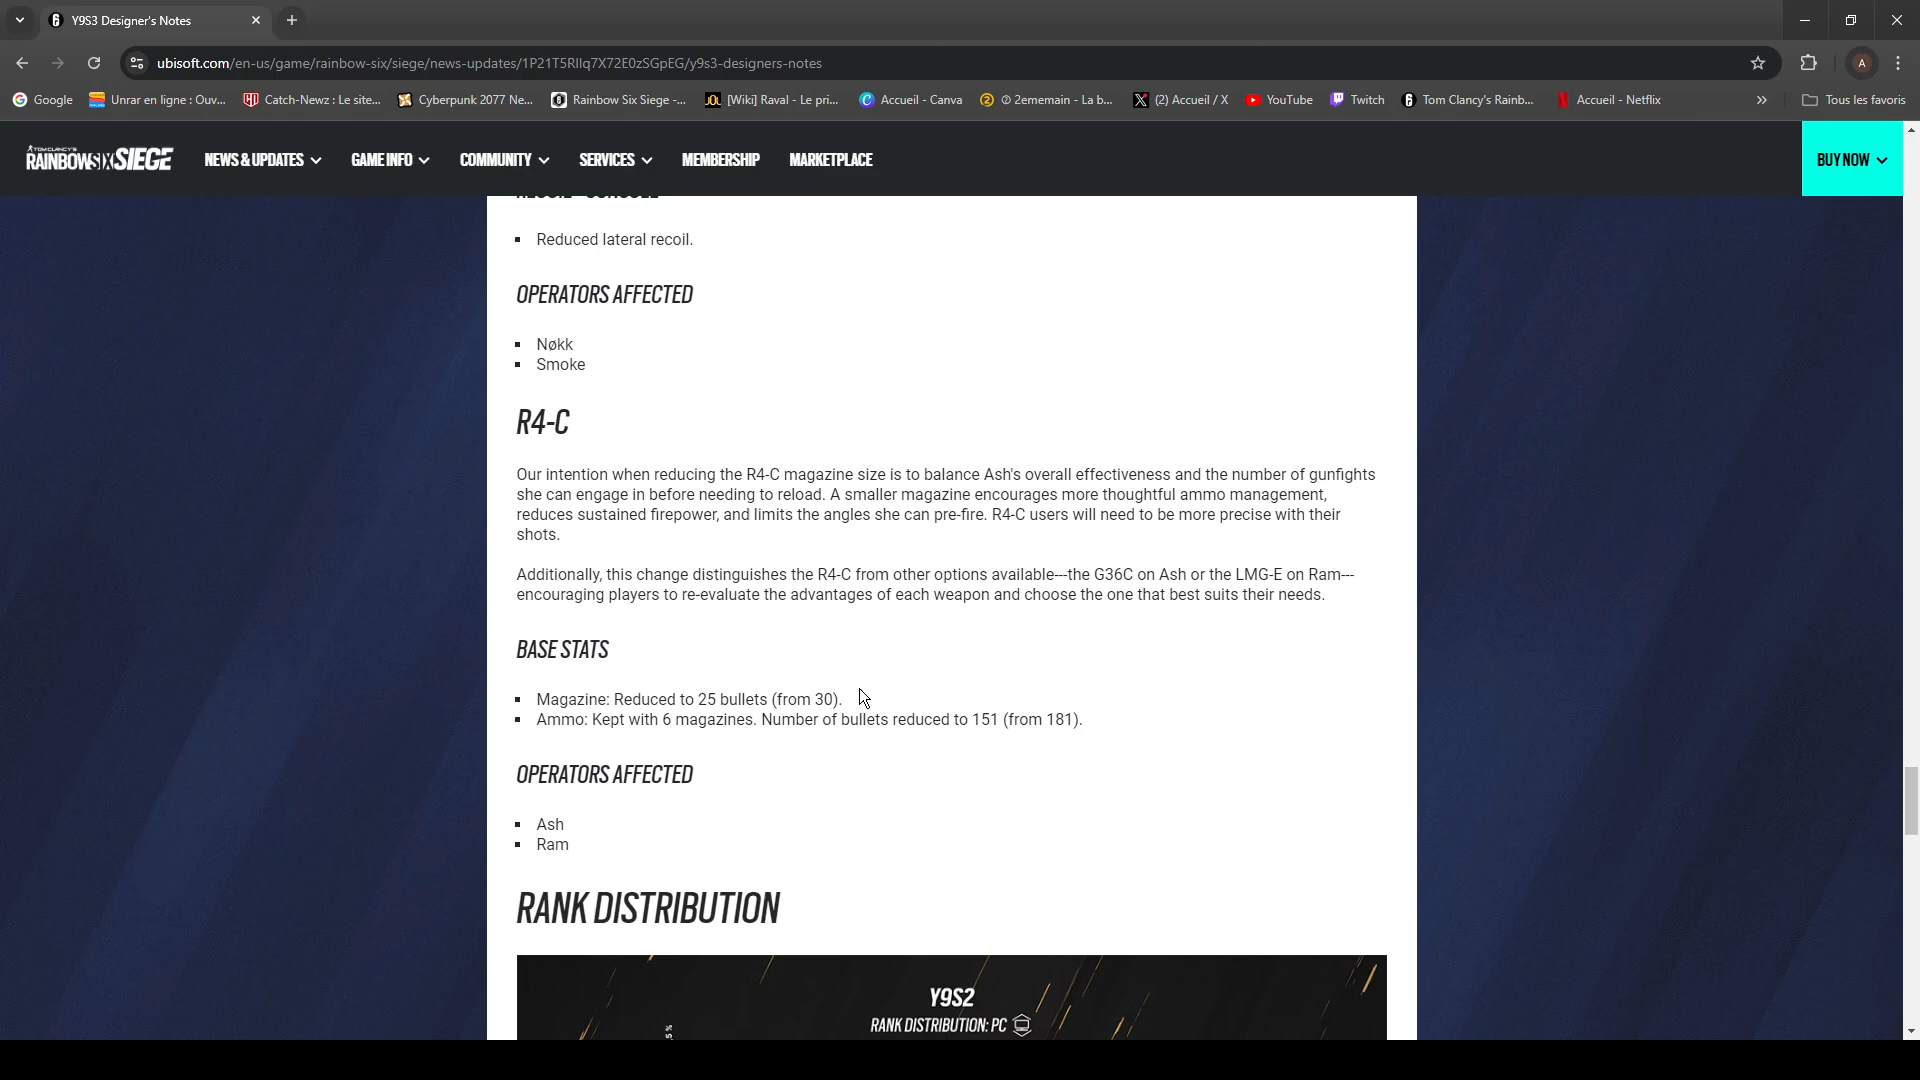 Y9S3 Designer's Notes
ubisoft.com/en-us/game/rainbow-six/siege/news-updates/1P21T5RIlq7X72E0zSGpEG/y9s3-designers-notes
A
Google Unrar en ligne : Ouv... Catch-Newz : Le site... Cyberpunk 2077 Ne... Rainbow Six Siege -... JOL [Wiki] Raval - Le pri... Accueil - Canva ② 2ememain - La b... (2) Accueil / X YouTube Twitch Tom Clancy's Rainb... Accueil - Netflix » Tous les favoris
TOM CLANCY'S
RAINBOWSIX SIEGE NEWS & UPDATES GAME INFO COMMUNITY SERVICES MEMBERSHIP MARKETPLACE BUY NOW
▪ Reduced lateral recoil.
OPERATORS AFFECTED
▪ Nøkk
▪ Smoke
R4-C
Our intention when reducing the R4-C magazine size is to balance Ash's overall effectiveness and the number of gunfights
she can engage in before needing to reload. A smaller magazine encourages more thoughtful ammo management,
reduces sustained firepower, and limits the angles she can pre-fire. R4-C users will need to be more precise with their
shots.
Additionally, this change distinguishes the R4-C from other options available---the G36C on Ash or the LMG-E on Ram---
encouraging players to re-evaluate the advantages of each weapon and choose the one that best suits their needs.
BASE STATS
▪ Magazine: Reduced to 25 bullets (from 30).
▪ Ammo: Kept with 6 magazines. Number of bullets reduced to 151 (from 181).
OPERATORS AFFECTED
▪ Ash
▪ Ram
RANK DISTRIBUTION
Y9S2
RANK DISTRIBUTION: PC